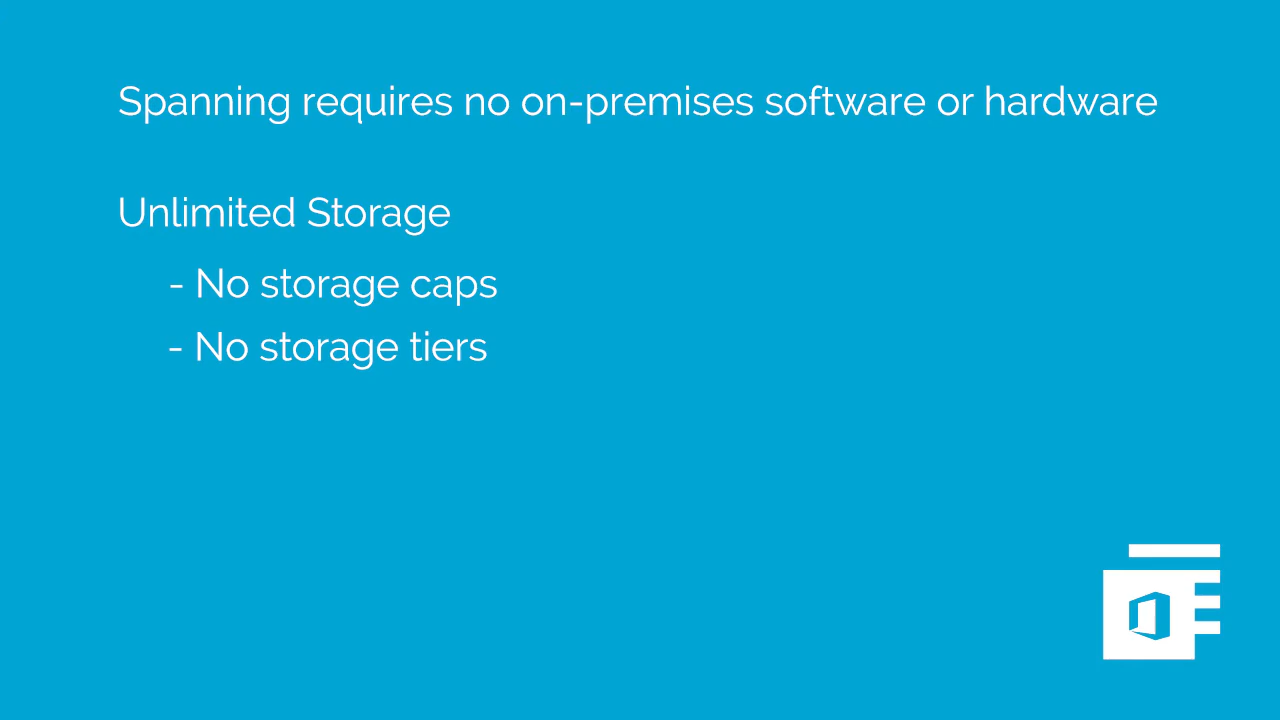 Spanning requires no on-premises software or hardware
Unlimited Storage
- No storage caps
- No storage tiers